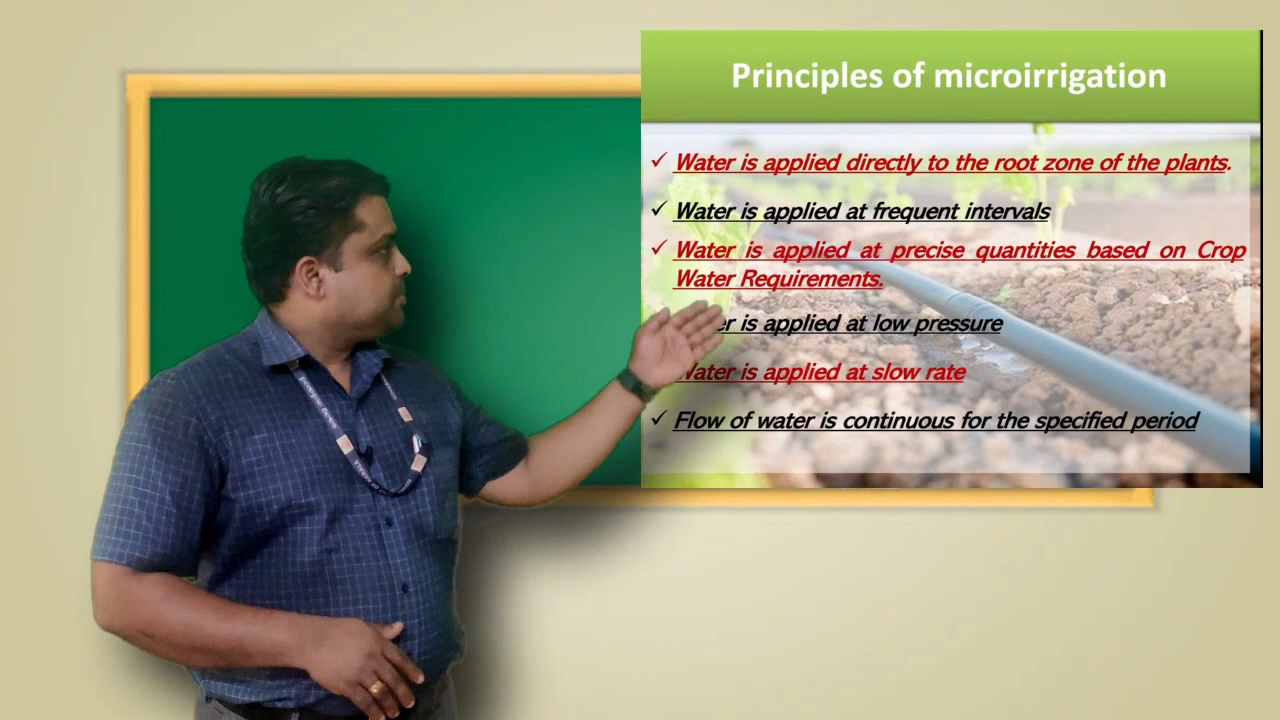 Principles of microirrigation
✓ Water is applied directly to the root zone of the plants.
✓ Water is applied at frequent intervals
✓ Water is applied at precise quantities based on Crop
Water Requirements.
is applied at low pressure
Water is applied at slow rate
✓ Flow of water is continuous for the specified period